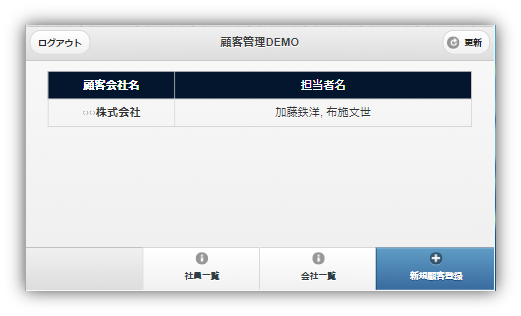 ログアウト 顧客管理DEMO 更新
顧客会社名 担当者名
○○株式会社 加藤鉄洋, 布施文世
社員一覧 会社一覧 新規顧客登録